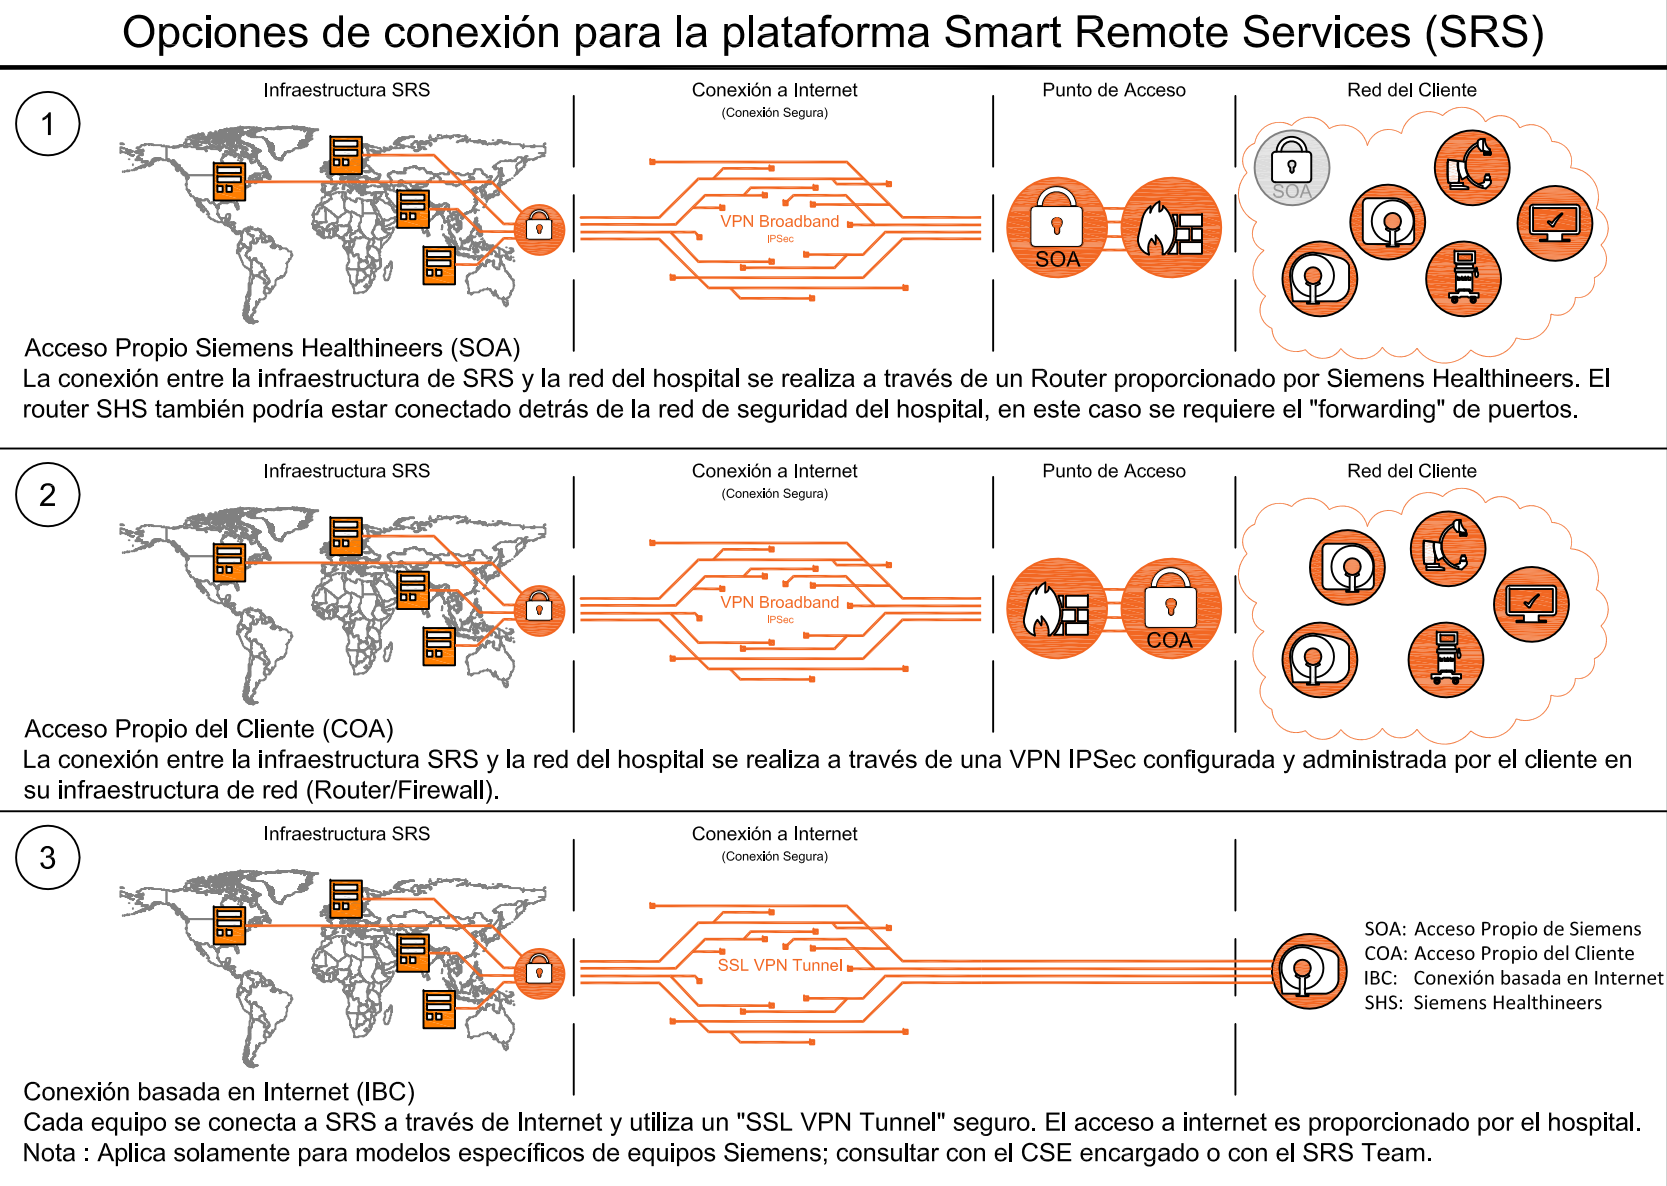 Opciones de conexión para la plataforma Smart Remote Services (SRS)
1
Infraestructura SRS
Conexión a Internet
(Conexión Segura)
Punto de Acceso
Red del Cliente
VPN Broadband
IPSec
SOA
SOA
Acceso Propio Siemens Healthineers (SOA)
La conexión entre la infraestructura de SRS y la red del hospital se realiza a través de un Router proporcionado por Siemens Healthineers. El
router SHS también podría estar conectado detrás de la red de seguridad del hospital, en este caso se requiere el "forwarding" de puertos.
2
Infraestructura SRS
Conexión a Internet
(Conexión Segura)
Punto de Acceso
Red del Cliente
VPN Broadband
IPSec
COA
Acceso Propio del Cliente (COA)
La conexión entre la infraestructura SRS y la red del hospital se realiza a través de una VPN IPSec configurada y administrada por el cliente en
su infraestructura de red (Router/Firewall).
3
Infraestructura SRS
Conexión a Internet
(Conexión Segura)
SSL VPN Tunnel
SOA: Acceso Propio de Siemens
COA: Acceso Propio del Cliente
IBC: Conexión basada en Internet
SHS: Siemens Healthineers
Conexión basada en Internet (IBC)
Cada equipo se conecta a SRS a través de Internet y utiliza un "SSL VPN Tunnel" seguro. El acceso a internet es proporcionado por el hospital.
Nota : Aplica solamente para modelos específicos de equipos Siemens; consultar con el CSE encargado o con el SRS Team.